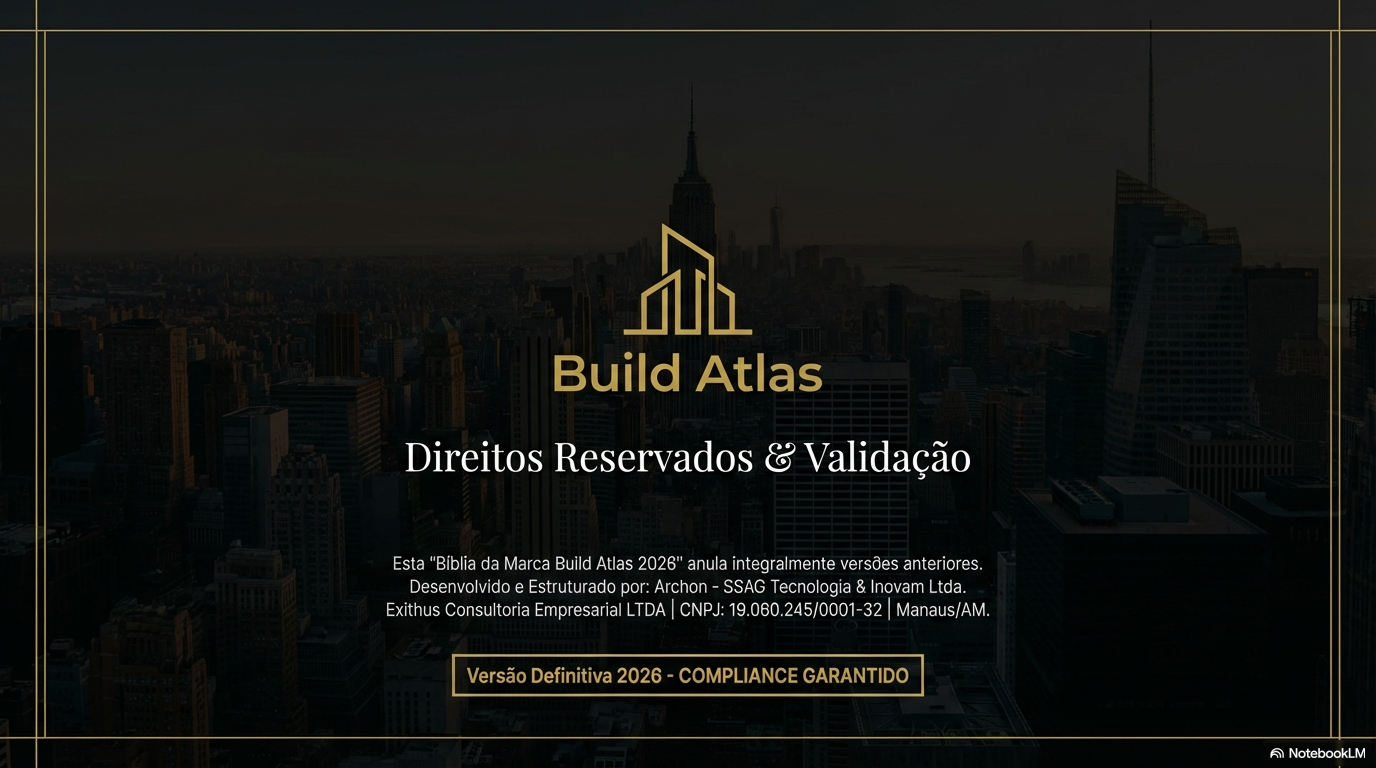 Build Atlas
Direitos Reservados & Validação
Esta "Bíblia da Marca Build Atlas 2026" anula integralmente versões anteriores.
Desenvolvido e Estruturado por: Archon - SSAG Tecnologia & Inovam Ltda.
Exithus Consultoria Empresarial LTDA | CNPJ: 19.060.245/0001-32 | Manaus/AM.
Versão Definitiva 2026 - COMPLIANCE GARANTIDO
NotebookLM